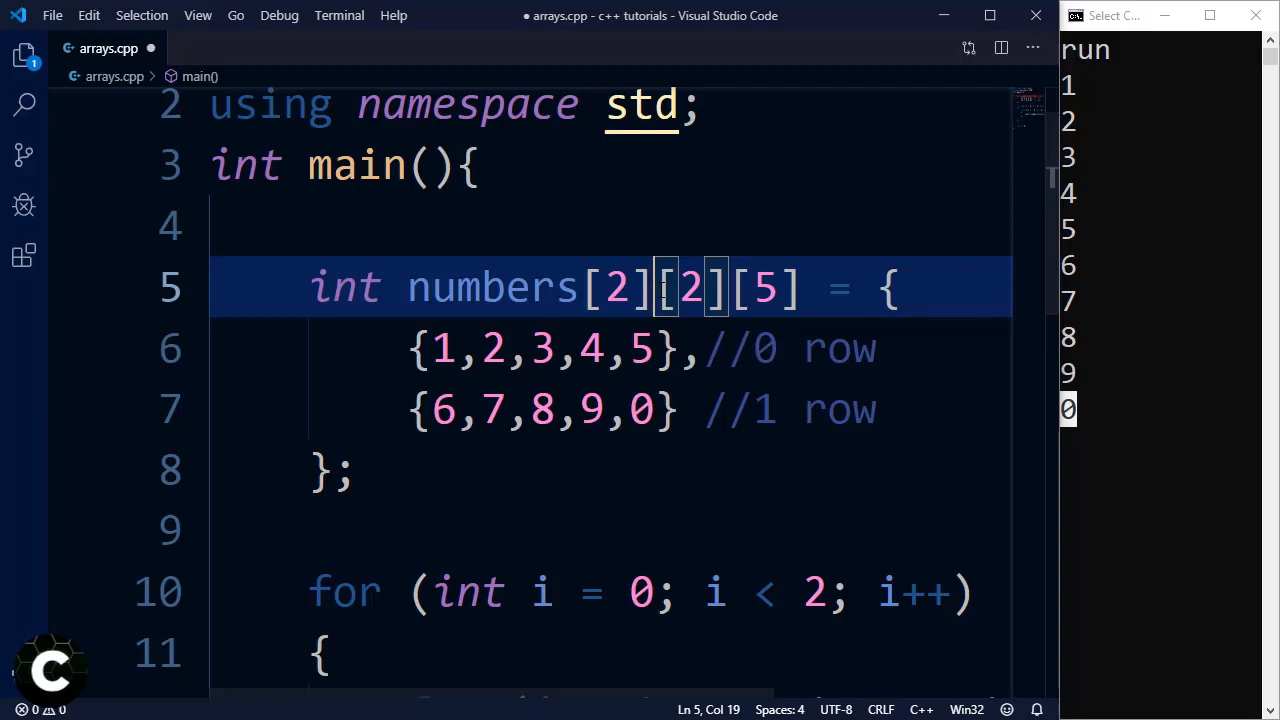 File Edit Selection View Go Debug Terminal Help
● arrays.cpp - c++ tutorials - Visual Studio Code
Select C...
arrays.cpp ●
arrays.cpp > main()
1
2 using namespace std;
3 int main(){
4
5 int numbers[2][2][5] = {
6 {1,2,3,4,5},//0 row
7 {6,7,8,9,0} //1 row
8 };
9
10 for (int i = 0; i < 2; i++)
11 {
run
1
2
3
4
5
6
7
8
9
0
C
0 0 Ln 5, Col 19 Spaces: 4 UTF-8 CRLF C++ Win32